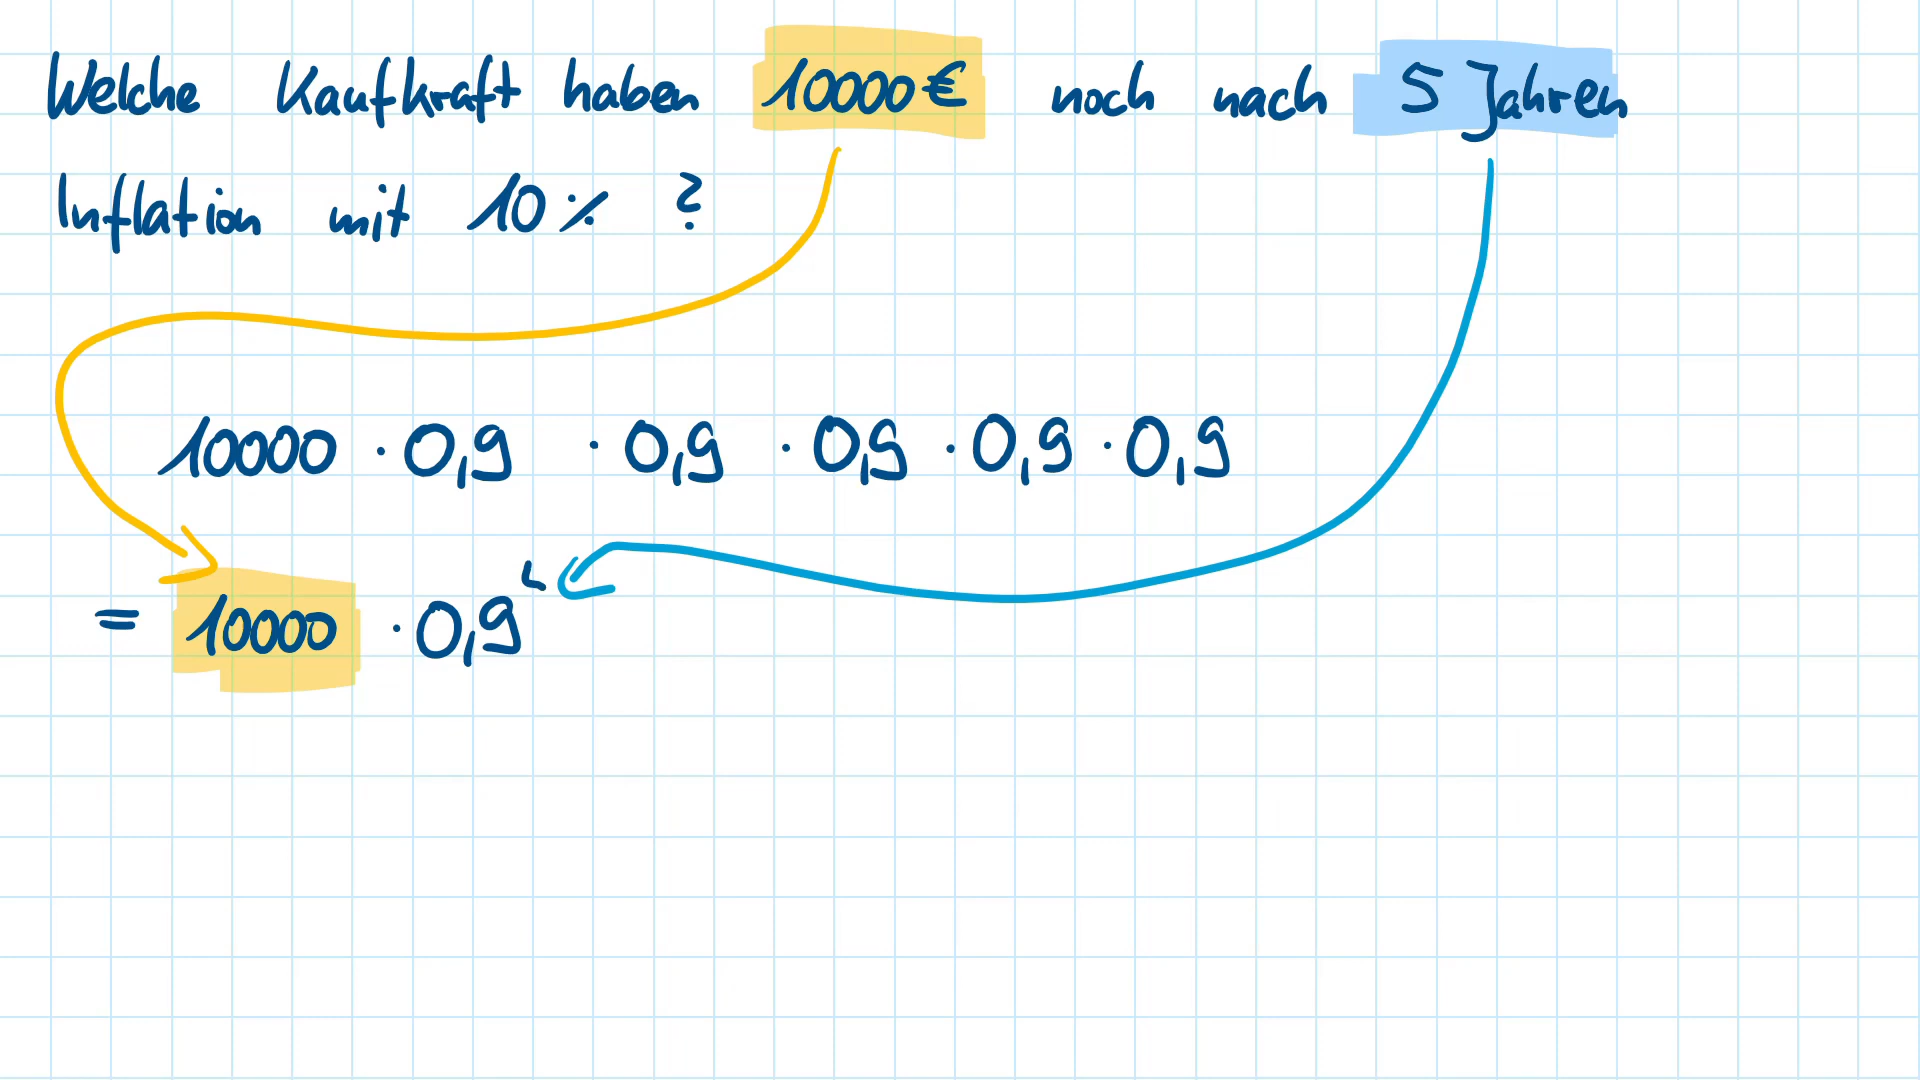 Welche Kaufkraft haben 10000€ noch nach 5 Jahren
Inflation mit 10% ?
10000 · 0,9 · 0,9 · 0,9 · 0,9 · 0,9
= 10000 · 0,9